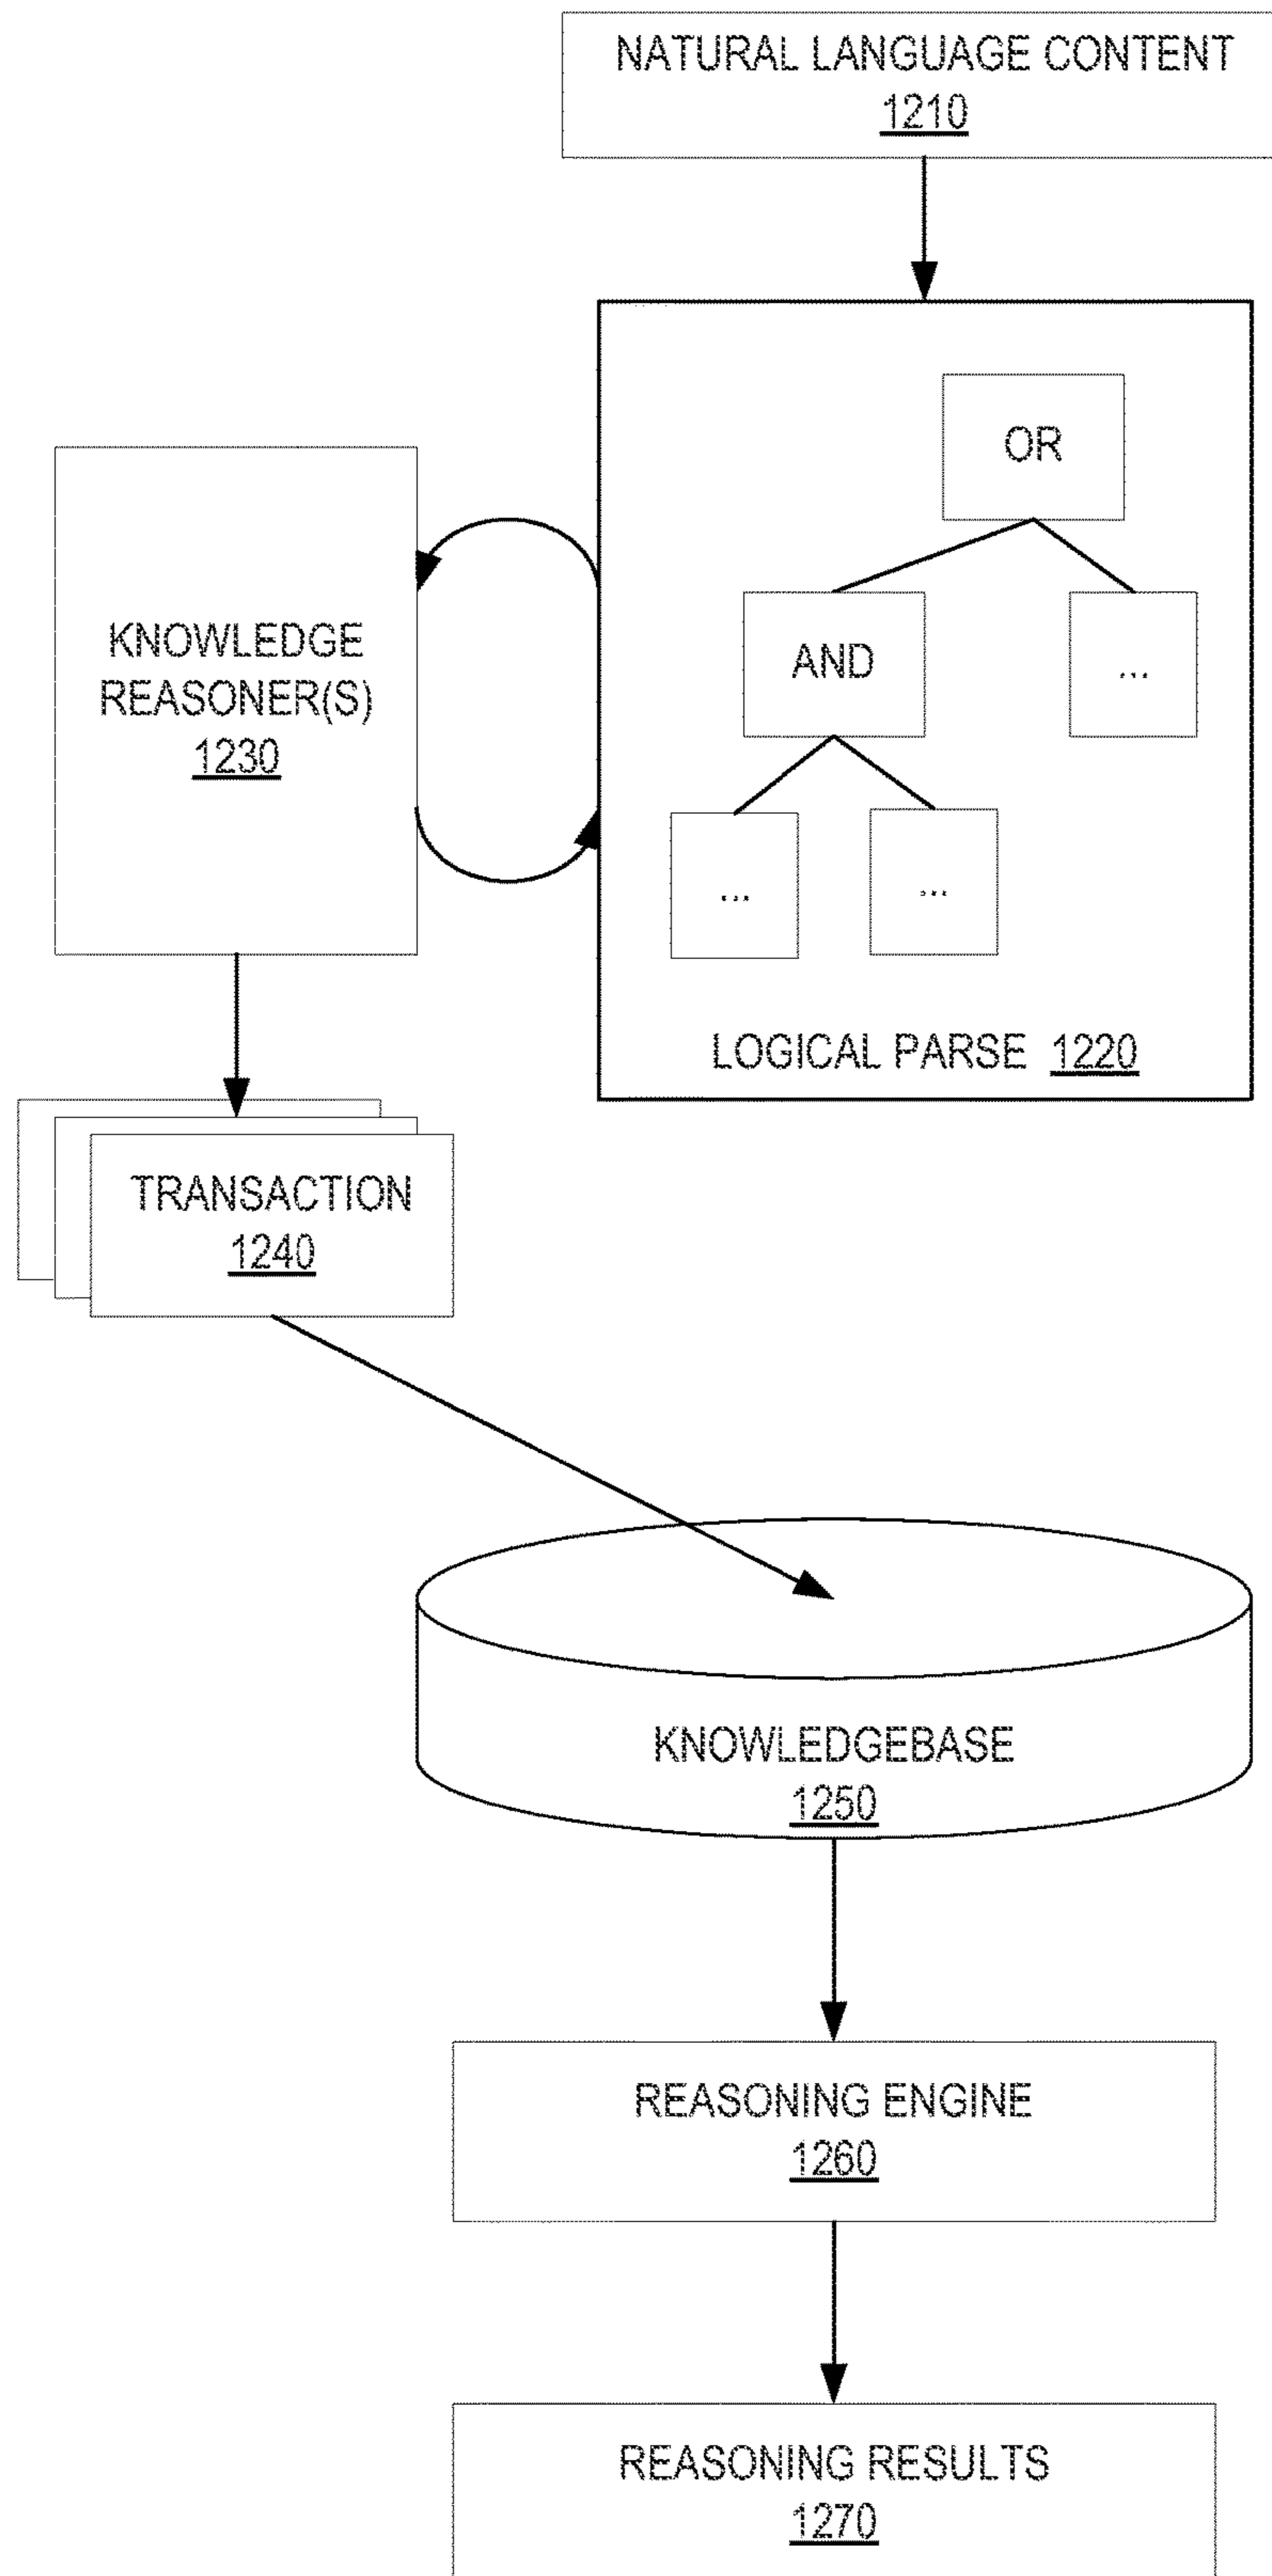 NATURAL LANGUAGE CONTENT
1210
OR
AND
...
...
...
LOGICAL PARSE 1220
KNOWLEDGE
REASONER(S)
1230
TRANSACTION
1240
KNOWLEDGEBASE
1250
REASONING ENGINE
1260
REASONING RESULTS
1270